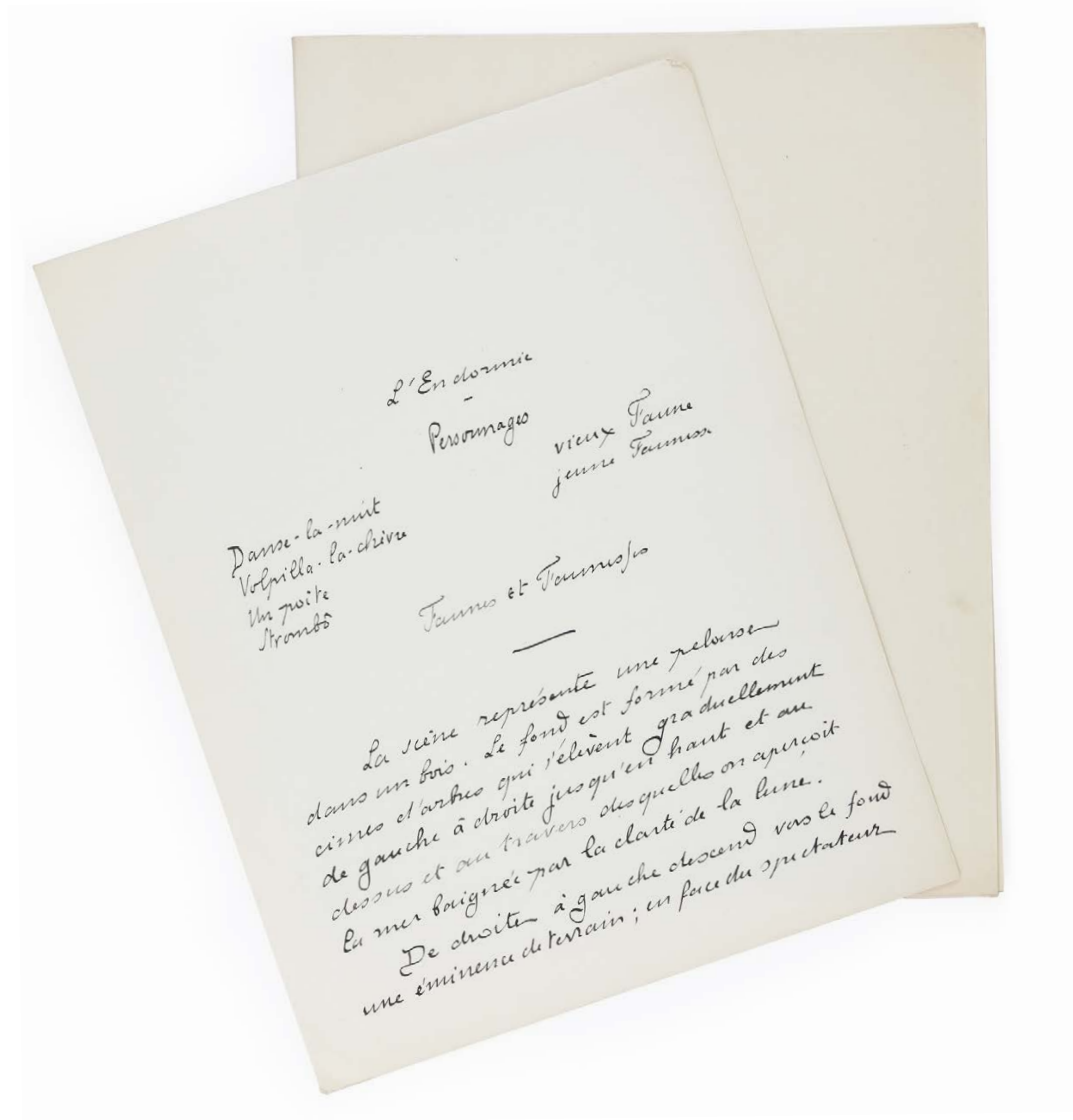 L'Endormie
-
Personnages
Danse-la-nuit
Volpilla-la-chèvre
Un poète
Strombô
vieux Faune
jeune Faunesse
Faunes et Faunesses
La scène représente une pelouse
dans un bois. Le fond est formé par des
cimes d'arbres qui s'élèvent graduellement
de gauche à droite jusqu'en haut et au
dessus et au travers desquelles on aperçoit
la mer baignée par la clarté de la lune.
De droite à gauche descend vers le fond
une éminence de terrain ; en face du spectateur